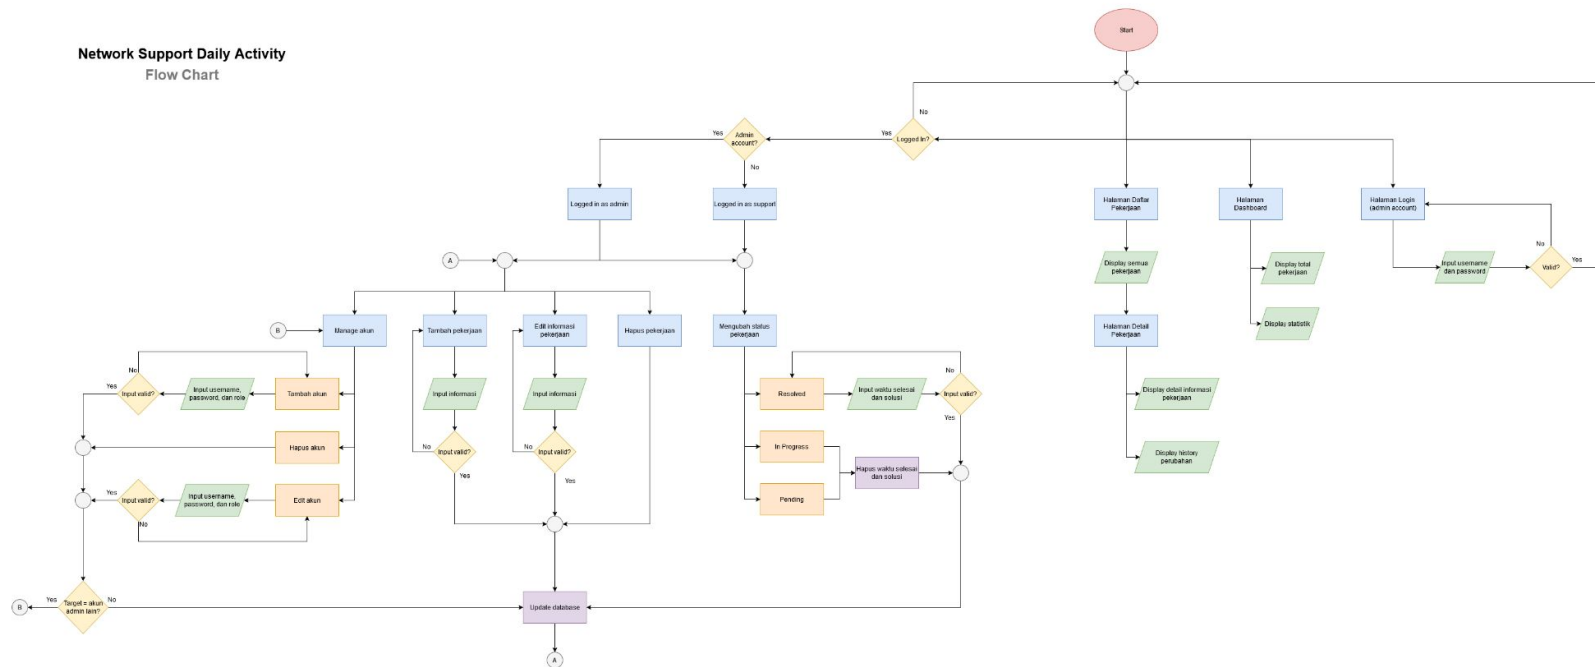 Network Support Daily Activity
Flow Chart
Start
No
Yes
Admin
account?
Yes
Logged In?
No
Logged in as admin
Logged in as support
Halaman Daftar
Pekerjaan
Halaman
Dashboard
Halaman Login
(admin account)
No
A
Display semua
pekerjaan
Display total
pekerjaan
Input username
dan password
Valid?
Yes
B
Manage akun
Tambah pekerjaan
Edit informasi
pekerjaan
Hapus pekerjaan
Mengubah status
pekerjaan
Halaman Detail
Pekerjaan
Display statistik
No
Yes
Input valid?
Input username,
password, dan role
Tambah akun
Input informasi
Input informasi
Resolved
Input waktu selesai
dan solusi
No
Input valid?
Yes
Display detail informasi
pekerjaan
Hapus akun
No
Input valid?
Yes
No
Input valid?
Yes
In Progress
Hapus waktu selesai
dan solusi
Display history
perubahan
Yes
Input valid?
No
Input username,
password, dan role
Edit akun
Pending
B
Yes
Target = akun
admin lain?
No
Update database
A